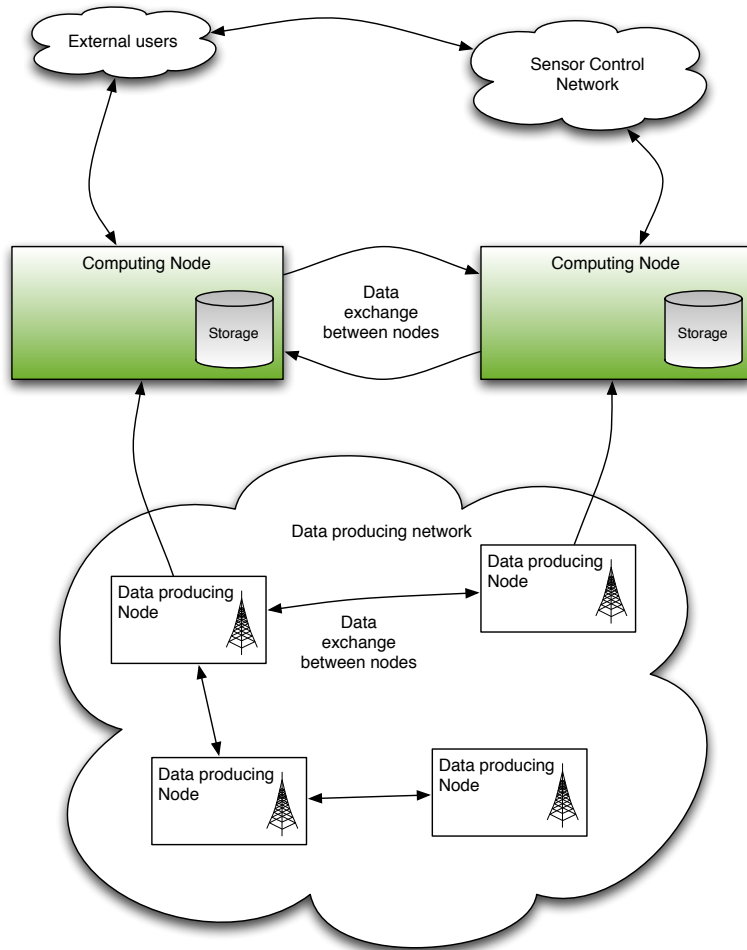 External users
Sensor Control
Network
Computing Node
Storage
Data
exchange
between nodes
Computing Node
Storage
Data producing network
Data producing
Node
Data producing
Node
Data
exchange
between nodes
Data producing
Node
Data producing
Node